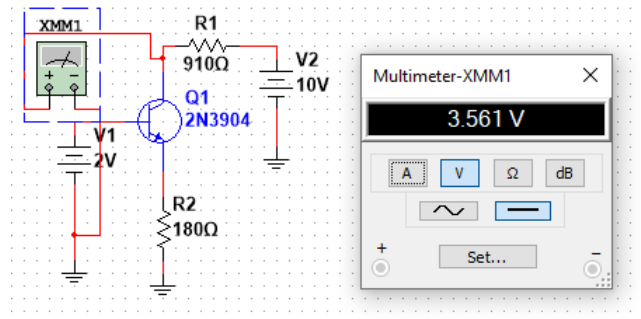 XMM1
R1
910Ω
V2
10V
Q1
2N3904
V1
2V
R2
180Ω
Multimeter-XMM1
3.561 V
A V Ω dB
Set...
+ −